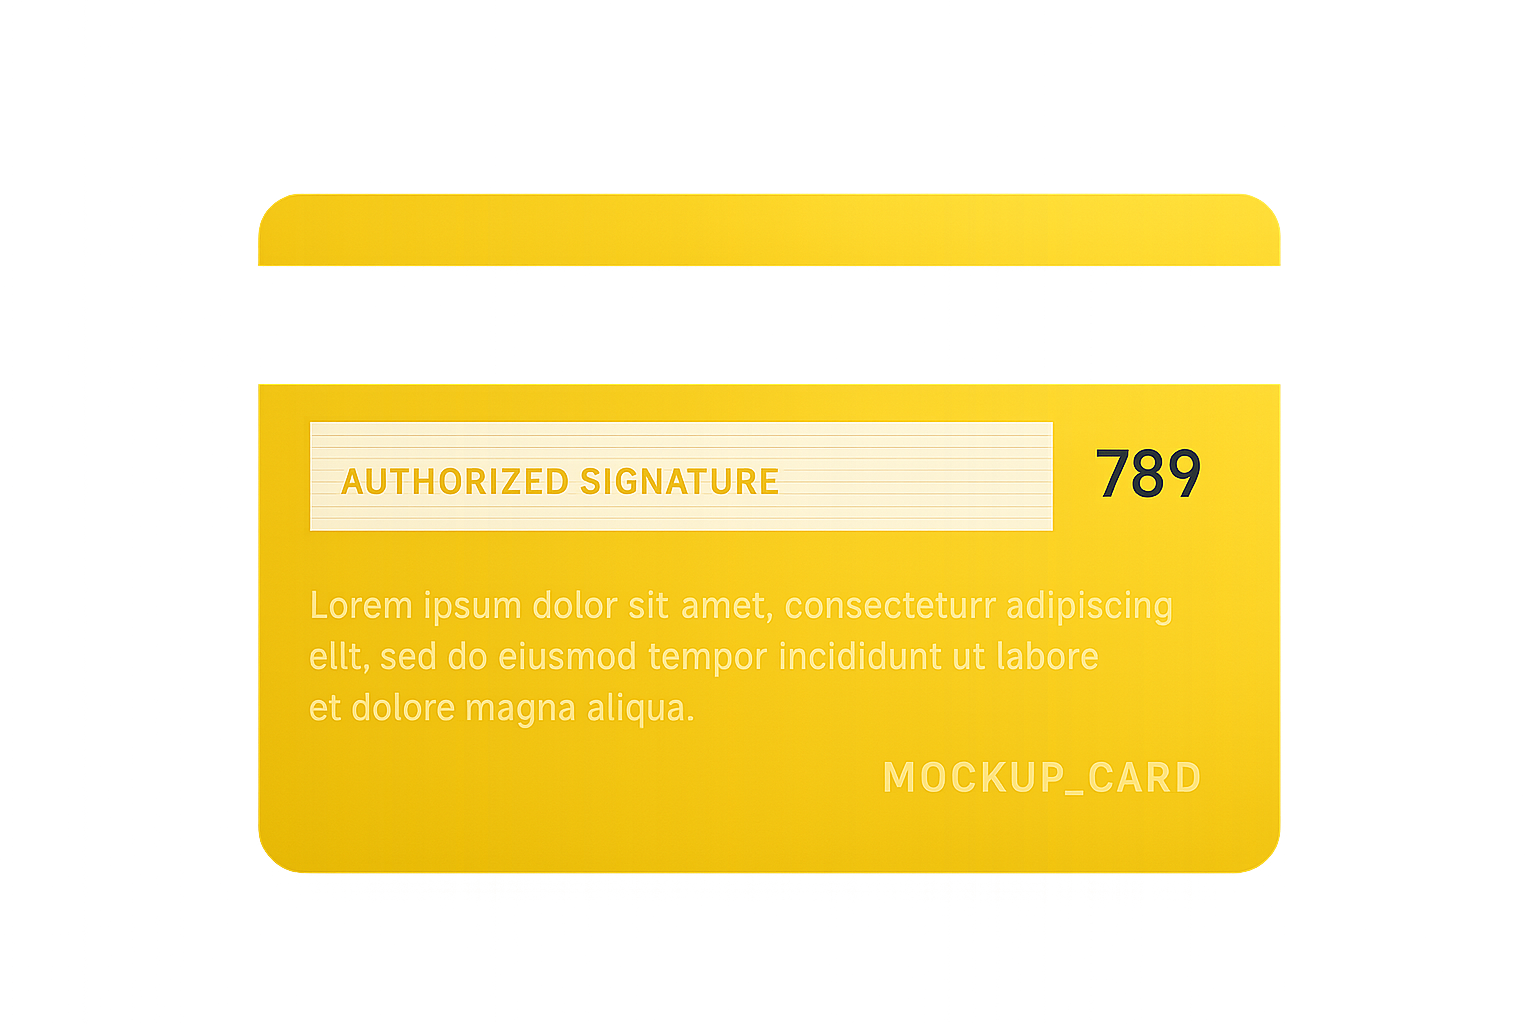 AUTHORIZED SIGNATURE
789
Lorem ipsum dolor sit amet, consecteturr adipiscing
ellt, sed do eiusmod tempor incididunt ut labore
et dolore magna aliqua.
MOCKUP_CARD